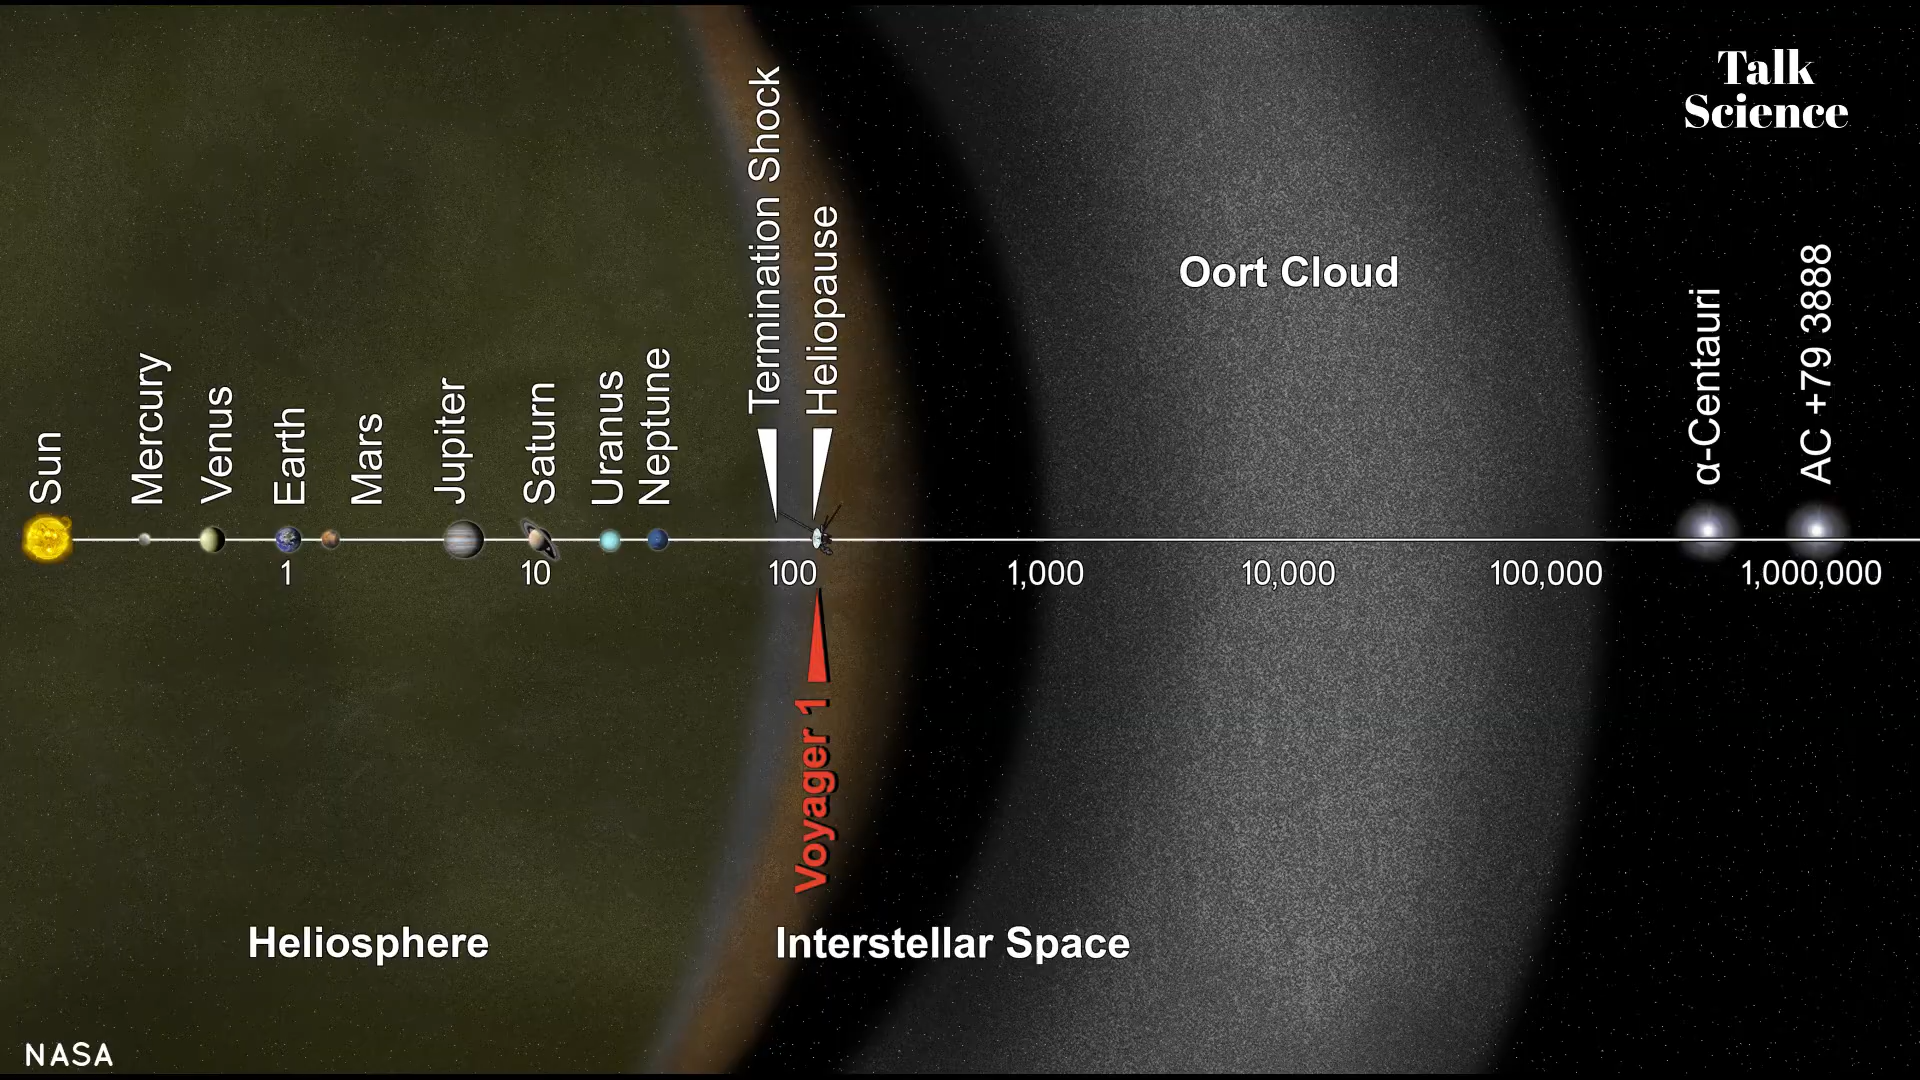 Talk
Science
Termination Shock
Heliopause
Oort Cloud
Sun
Mercury
Venus
Earth
Mars
Jupiter
Saturn
Uranus
Neptune
α-Centauri
AC +79 3888
1
10
100
1,000
10,000
100,000
1,000,000
Voyager 1
Heliosphere
Interstellar Space
NASA